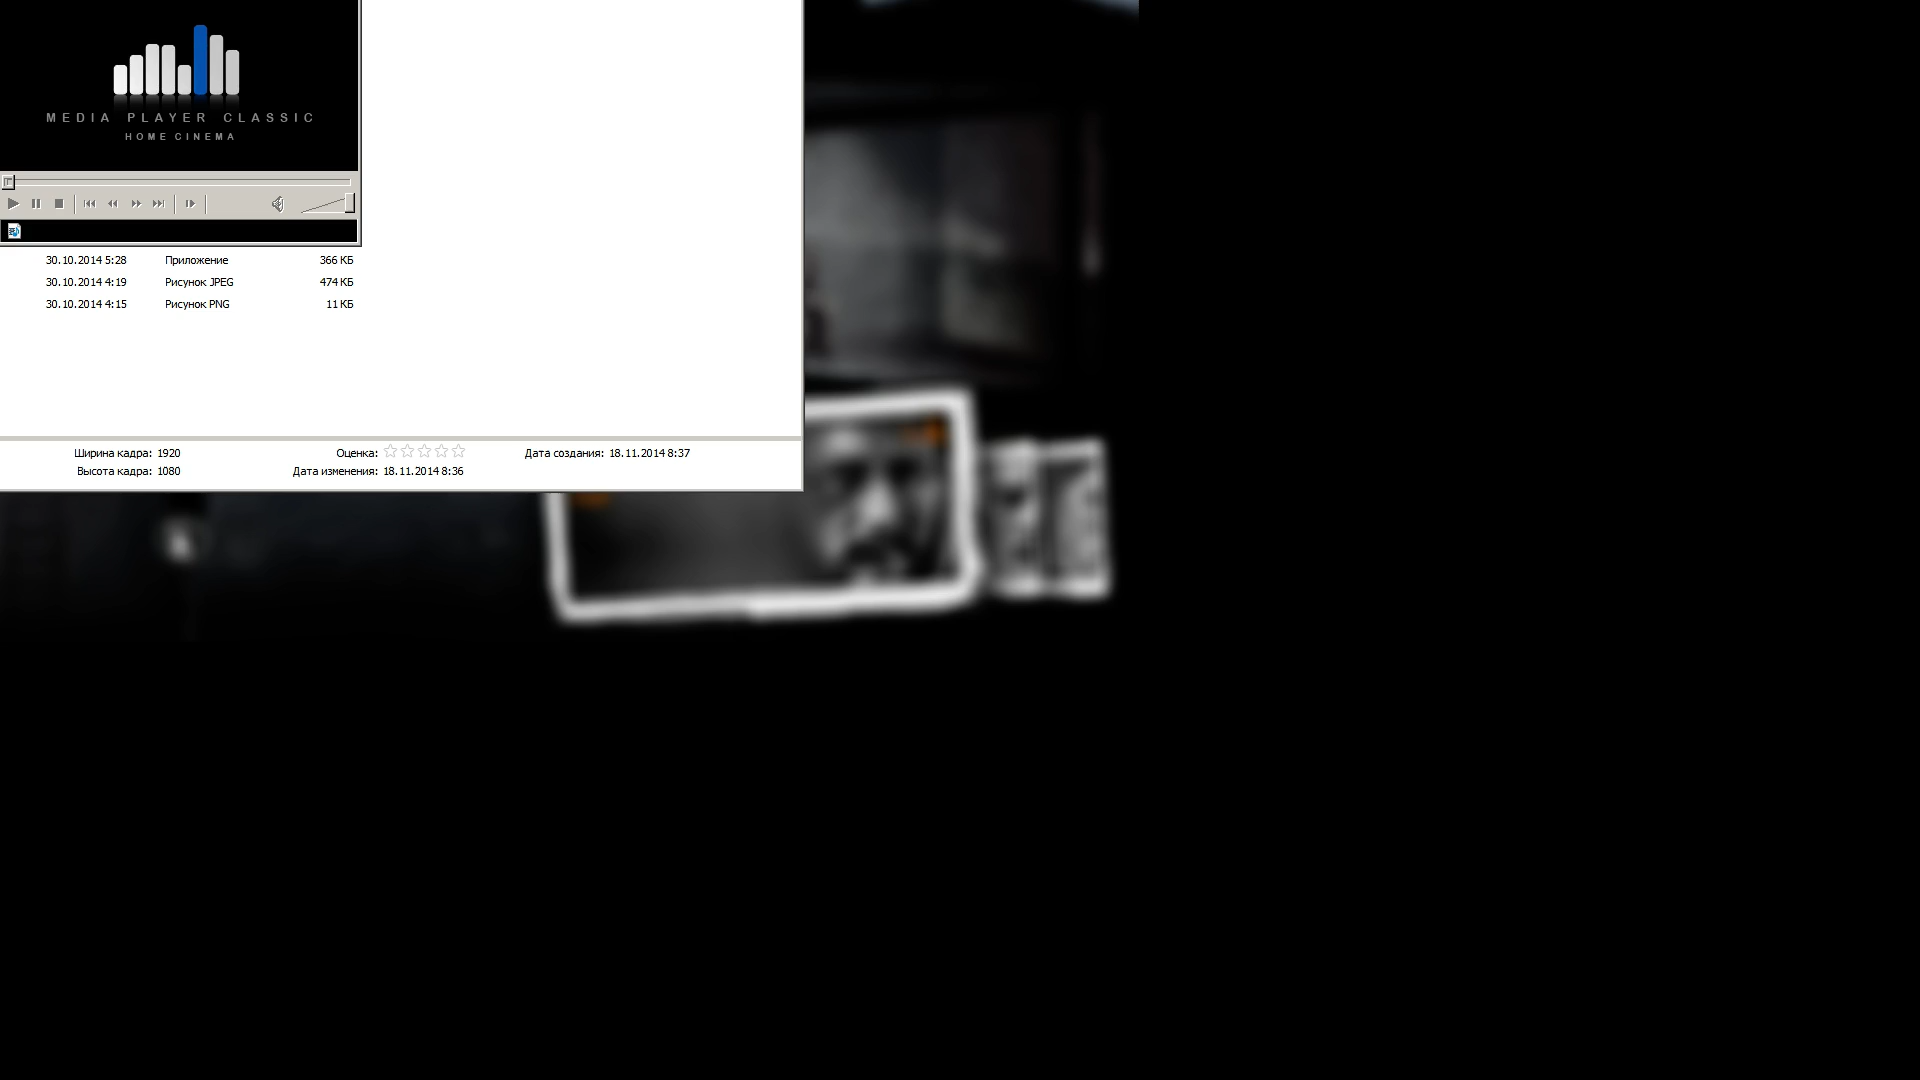 MEDIA PLAYER CLASSIC
HOME CINEMA
30.10.2014 5:28 Приложение 366 КБ
30.10.2014 4:19 Рисунок JPEG 474 КБ
30.10.2014 4:15 Рисунок PNG 11 КБ
Ширина кадра: 1920 Оценка: Дата создания: 18.11.2014 8:37
Высота кадра: 1080 Дата изменения: 18.11.2014 8:36